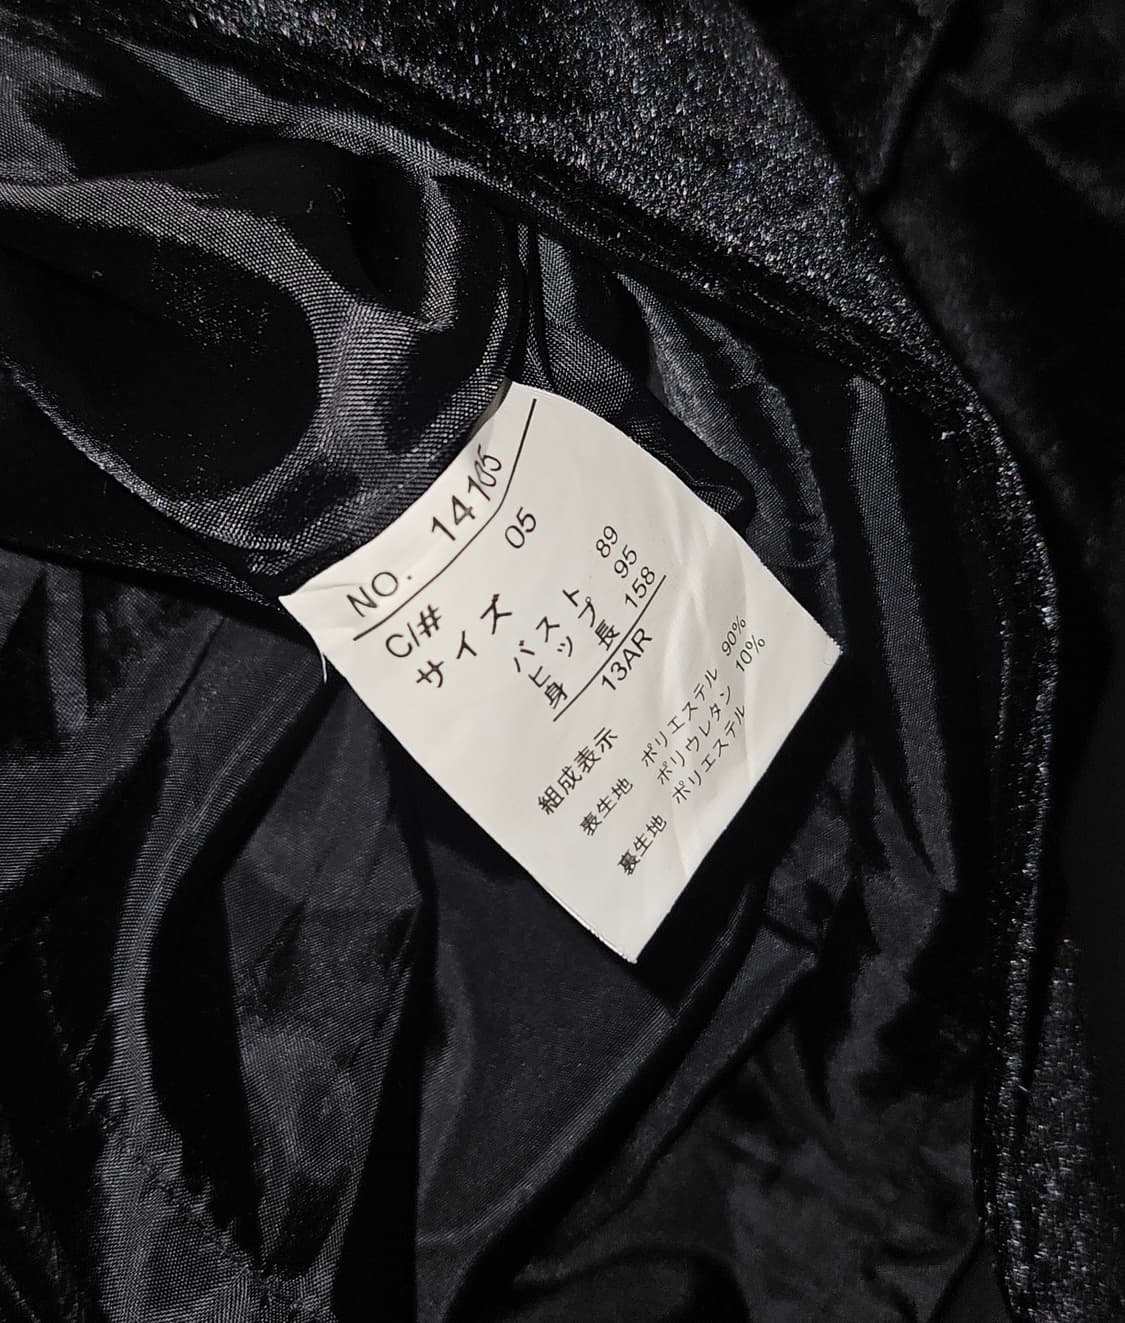 NO. 14105
C/# 05
サイズ
バスト 89
ヒップ 95
身長 158
13AR
組成表示
表生地 ポリエステル 90%
ポリウレタン 10%
裏生地 ポリエステル